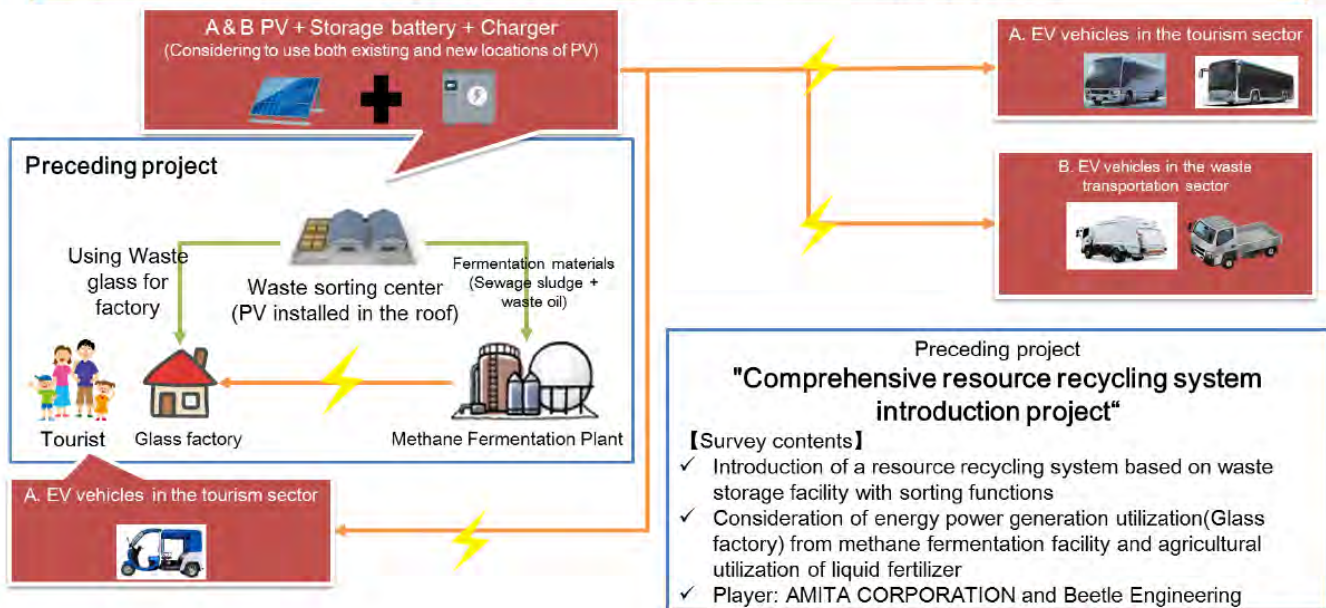 A & B PV + Storage battery + Charger
(Considering to use both existing and new locations of PV)
A. EV vehicles in the tourism sector
B. EV vehicles in the waste
transportation sector
Preceding project
Using Waste
glass for
factory
Waste sorting center
(PV installed in the roof)
Fermentation materials
(Sewage sludge +
waste oil)
Tourist
Glass factory
Methane Fermentation Plant
A. EV vehicles in the tourism sector
Preceding project
"Comprehensive resource recycling system
introduction project“
【Survey contents】
✓ Introduction of a resource recycling system based on waste
storage facility with sorting functions
✓ Consideration of energy power generation utilization(Glass
factory) from methane fermentation facility and agricultural
utilization of liquid fertilizer
✓ Player: AMITA CORPORATION and Beetle Engineering